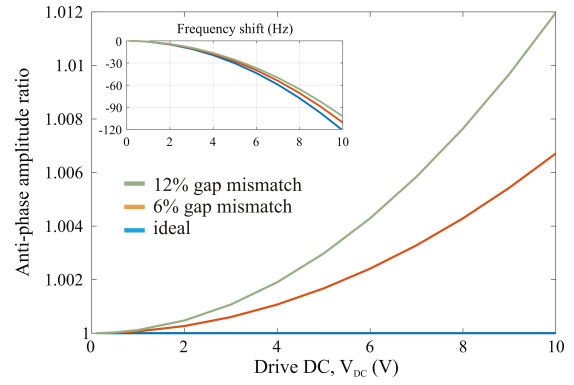 1.012
1.01
1.008
1.006
1.004
1.002
1
Anti-phase amplitude ratio
Frequency shift (Hz)
0
-30
-60
-90
-120
0 2 4 6 8 10
12% gap mismatch
6% gap mismatch
ideal
0 2 4 6 8 10
Drive DC, V_DC (V)